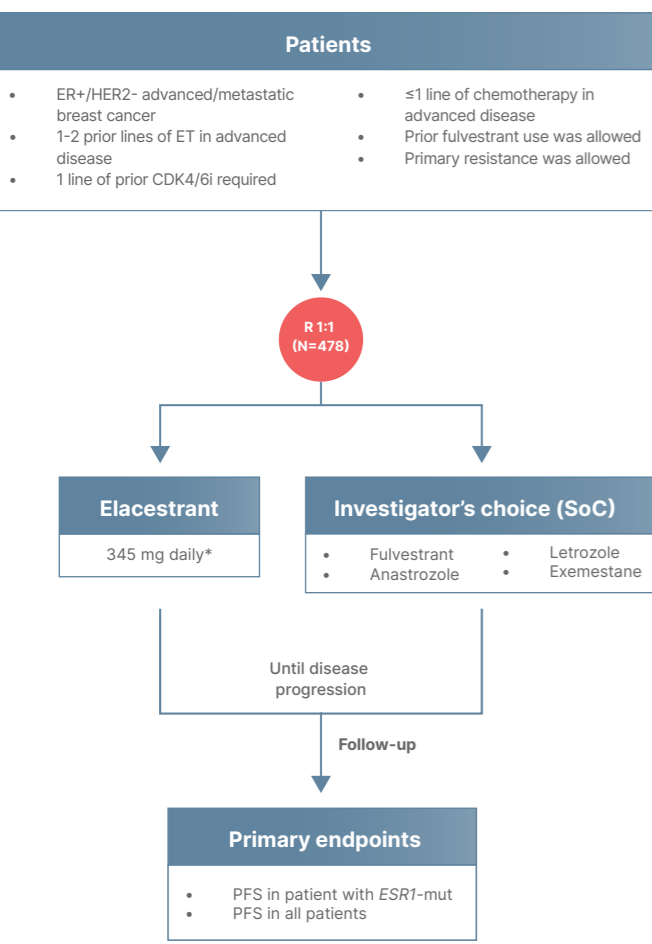 Patients
• ER+/HER2- advanced/metastatic
breast cancer
• 1-2 prior lines of ET in advanced
disease
• 1 line of prior CDK4/6i required
• ≤1 line of chemotherapy in
advanced disease
• Prior fulvestrant use was allowed
• Primary resistance was allowed
R 1:1
(N=478)
Elacestrant
345 mg daily*
Investigator’s choice (SoC)
• Fulvestrant
• Anastrozole
• Letrozole
• Exemestane
Until disease
progression
Follow-up
Primary endpoints
• PFS in patient with ESR1-mut
• PFS in all patients